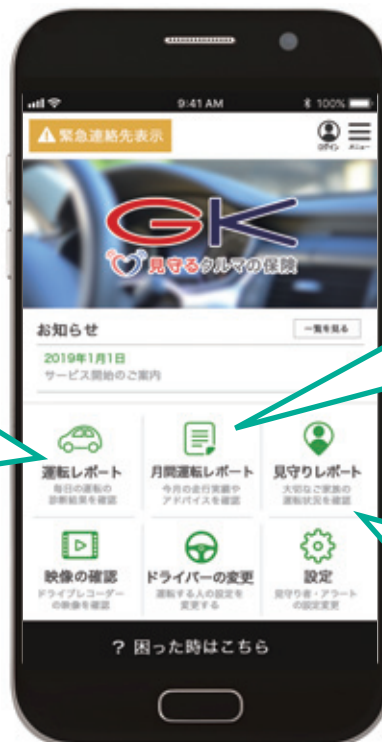 9:41 AM
100%
緊急連絡先表示
ログイン
メニュー
GK
見守るクルマの保険
お知らせ
一覧を見る
2019年1月1日
サービス開始のご案内
運転レポート
毎日の運転の
診断結果を確認
月間運転レポート
今月の走行実績や
アドバイスを確認
見守りレポート
大切なご家族の
運転状況を確認
映像の確認
ドライブレコーダー
の映像を確認
ドライバーの変更
運転する人の設定を
変更する
設定
見守り者・アラート
の設定変更
? 困った時はこちら